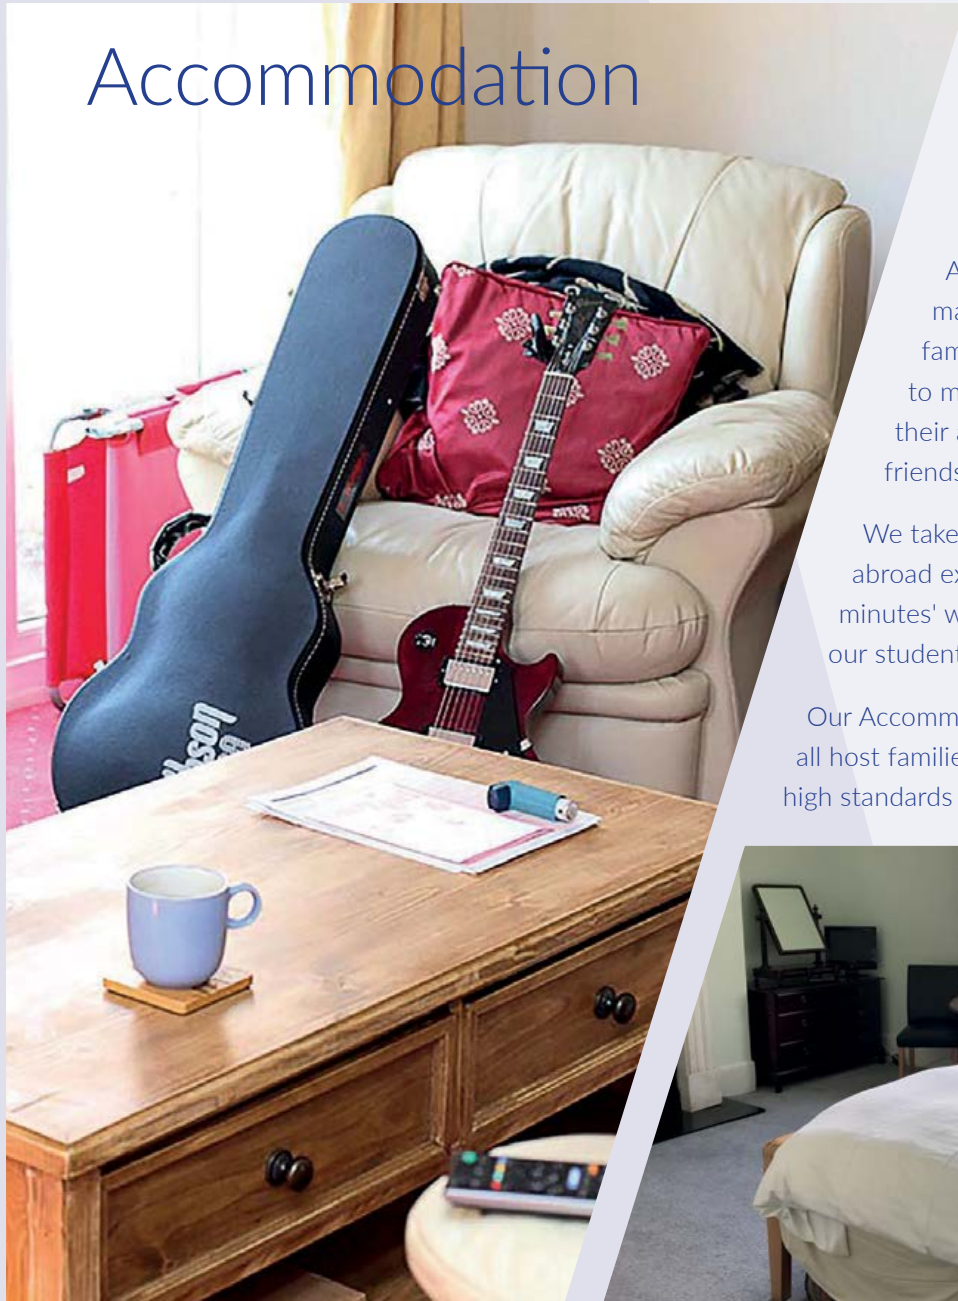 Accommodation
A
ma
fam
to m
their a
friends
We take
abroad ex
minutes' w
our student
Our Accomm
all host familie
high standards
Gibson